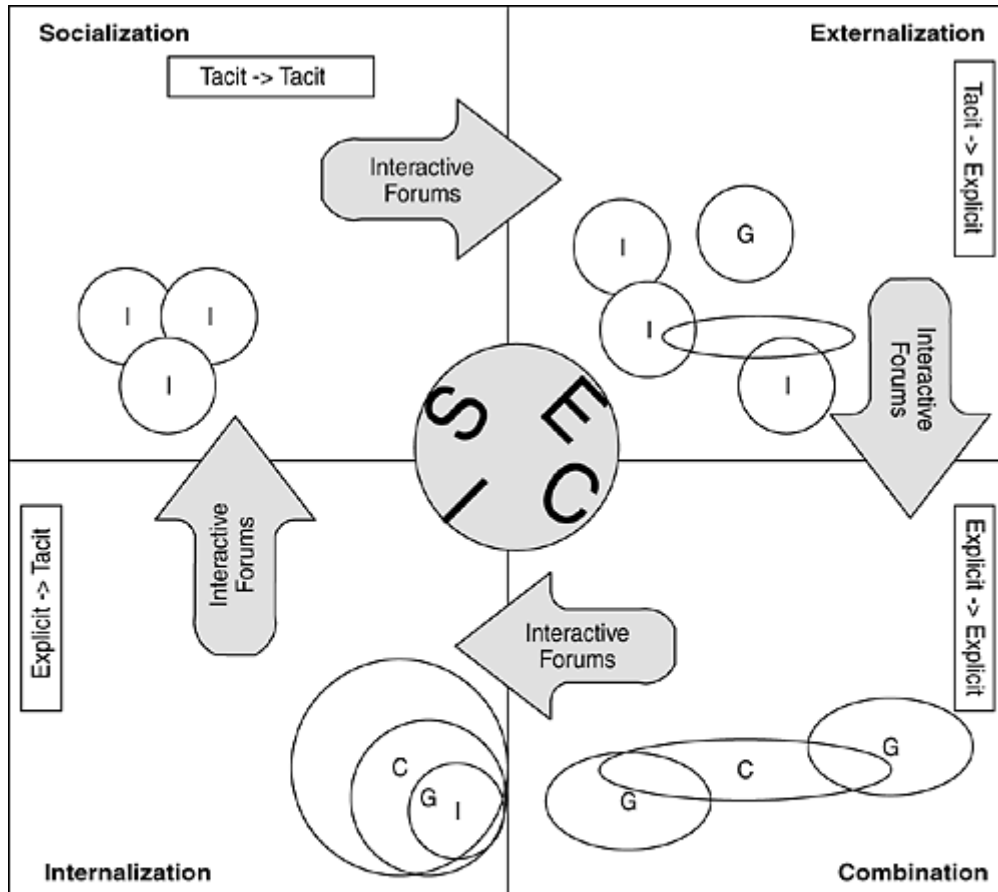 Socialization
Tacit -> Tacit
Interactive
Forums
I
I
I
Externalization
Tacit -> Explicit
I
G
I
I
Interactive
Forums
S
E
I
C
Explicit -> Tacit
Interactive
Forums
C
G
I
Internalization
Interactive
Forums
Explicit -> Explicit
G
C
G
Combination